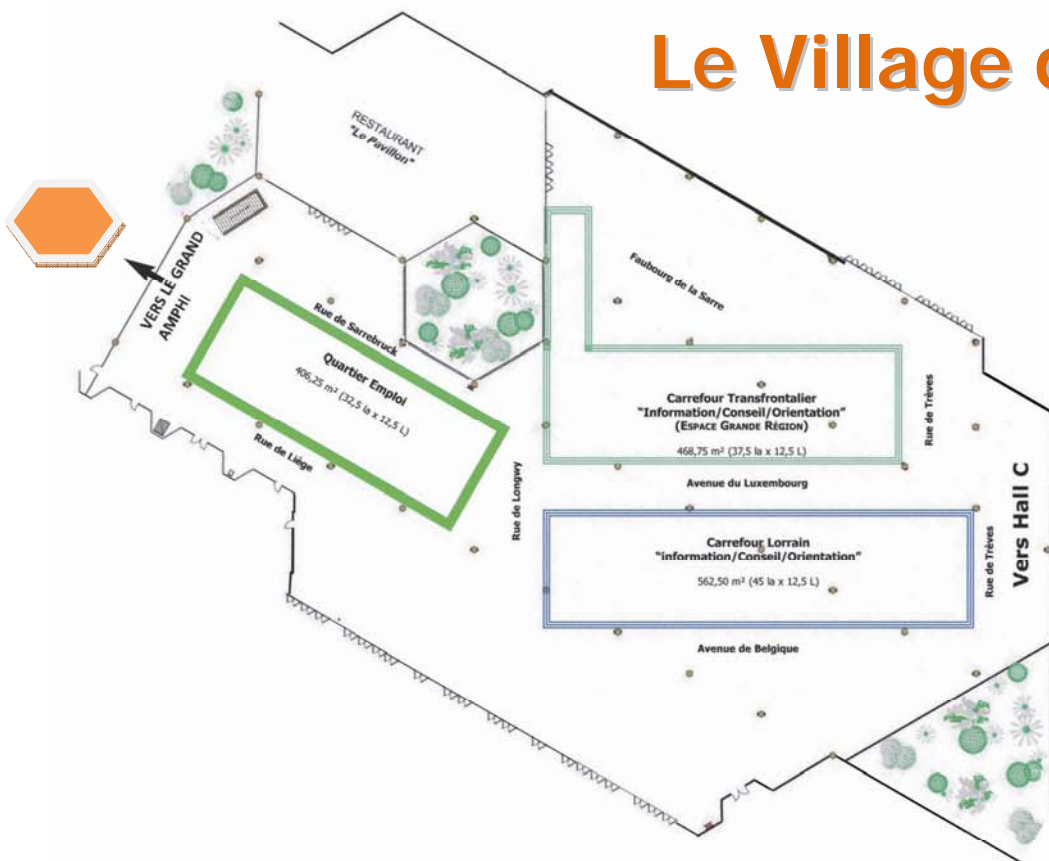 Le Village
RESTAURANT
"Le Pavillon"
VERS LE GRAND
AMPHI
Rue de Sarrebruck
Faubourg de la Sarre
Quartier Emploi
406,25 m² (32,5 la x 12,5 L)
Rue de Liège
Rue de Longwy
Carrefour Transfrontalier
"Information/Conseil/Orientation"
(ESPACE GRANDE RÉGION)
468,75 m² (37,5 la x 12,5 L)
Rue de Trèves
Avenue du Luxembourg
Carrefour Lorrain
"information/Conseil/Orientation"
562,50 m² (45 la x 12,5 L)
Rue de Trèves
Vers Hall C
Avenue de Belgique